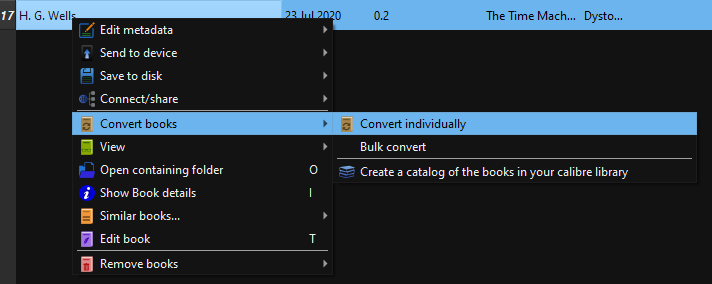 17 H. G. Wells 23 Jul 2020 0.2 The Time Mach... Dysto...
Edit metadata
Send to device
Save to disk
Connect/share
Convert books
Convert individually
View
Bulk convert
Open containing folder O
Create a catalog of the books in your calibre library
Show Book details I
Similar books...
Edit book T
Remove books